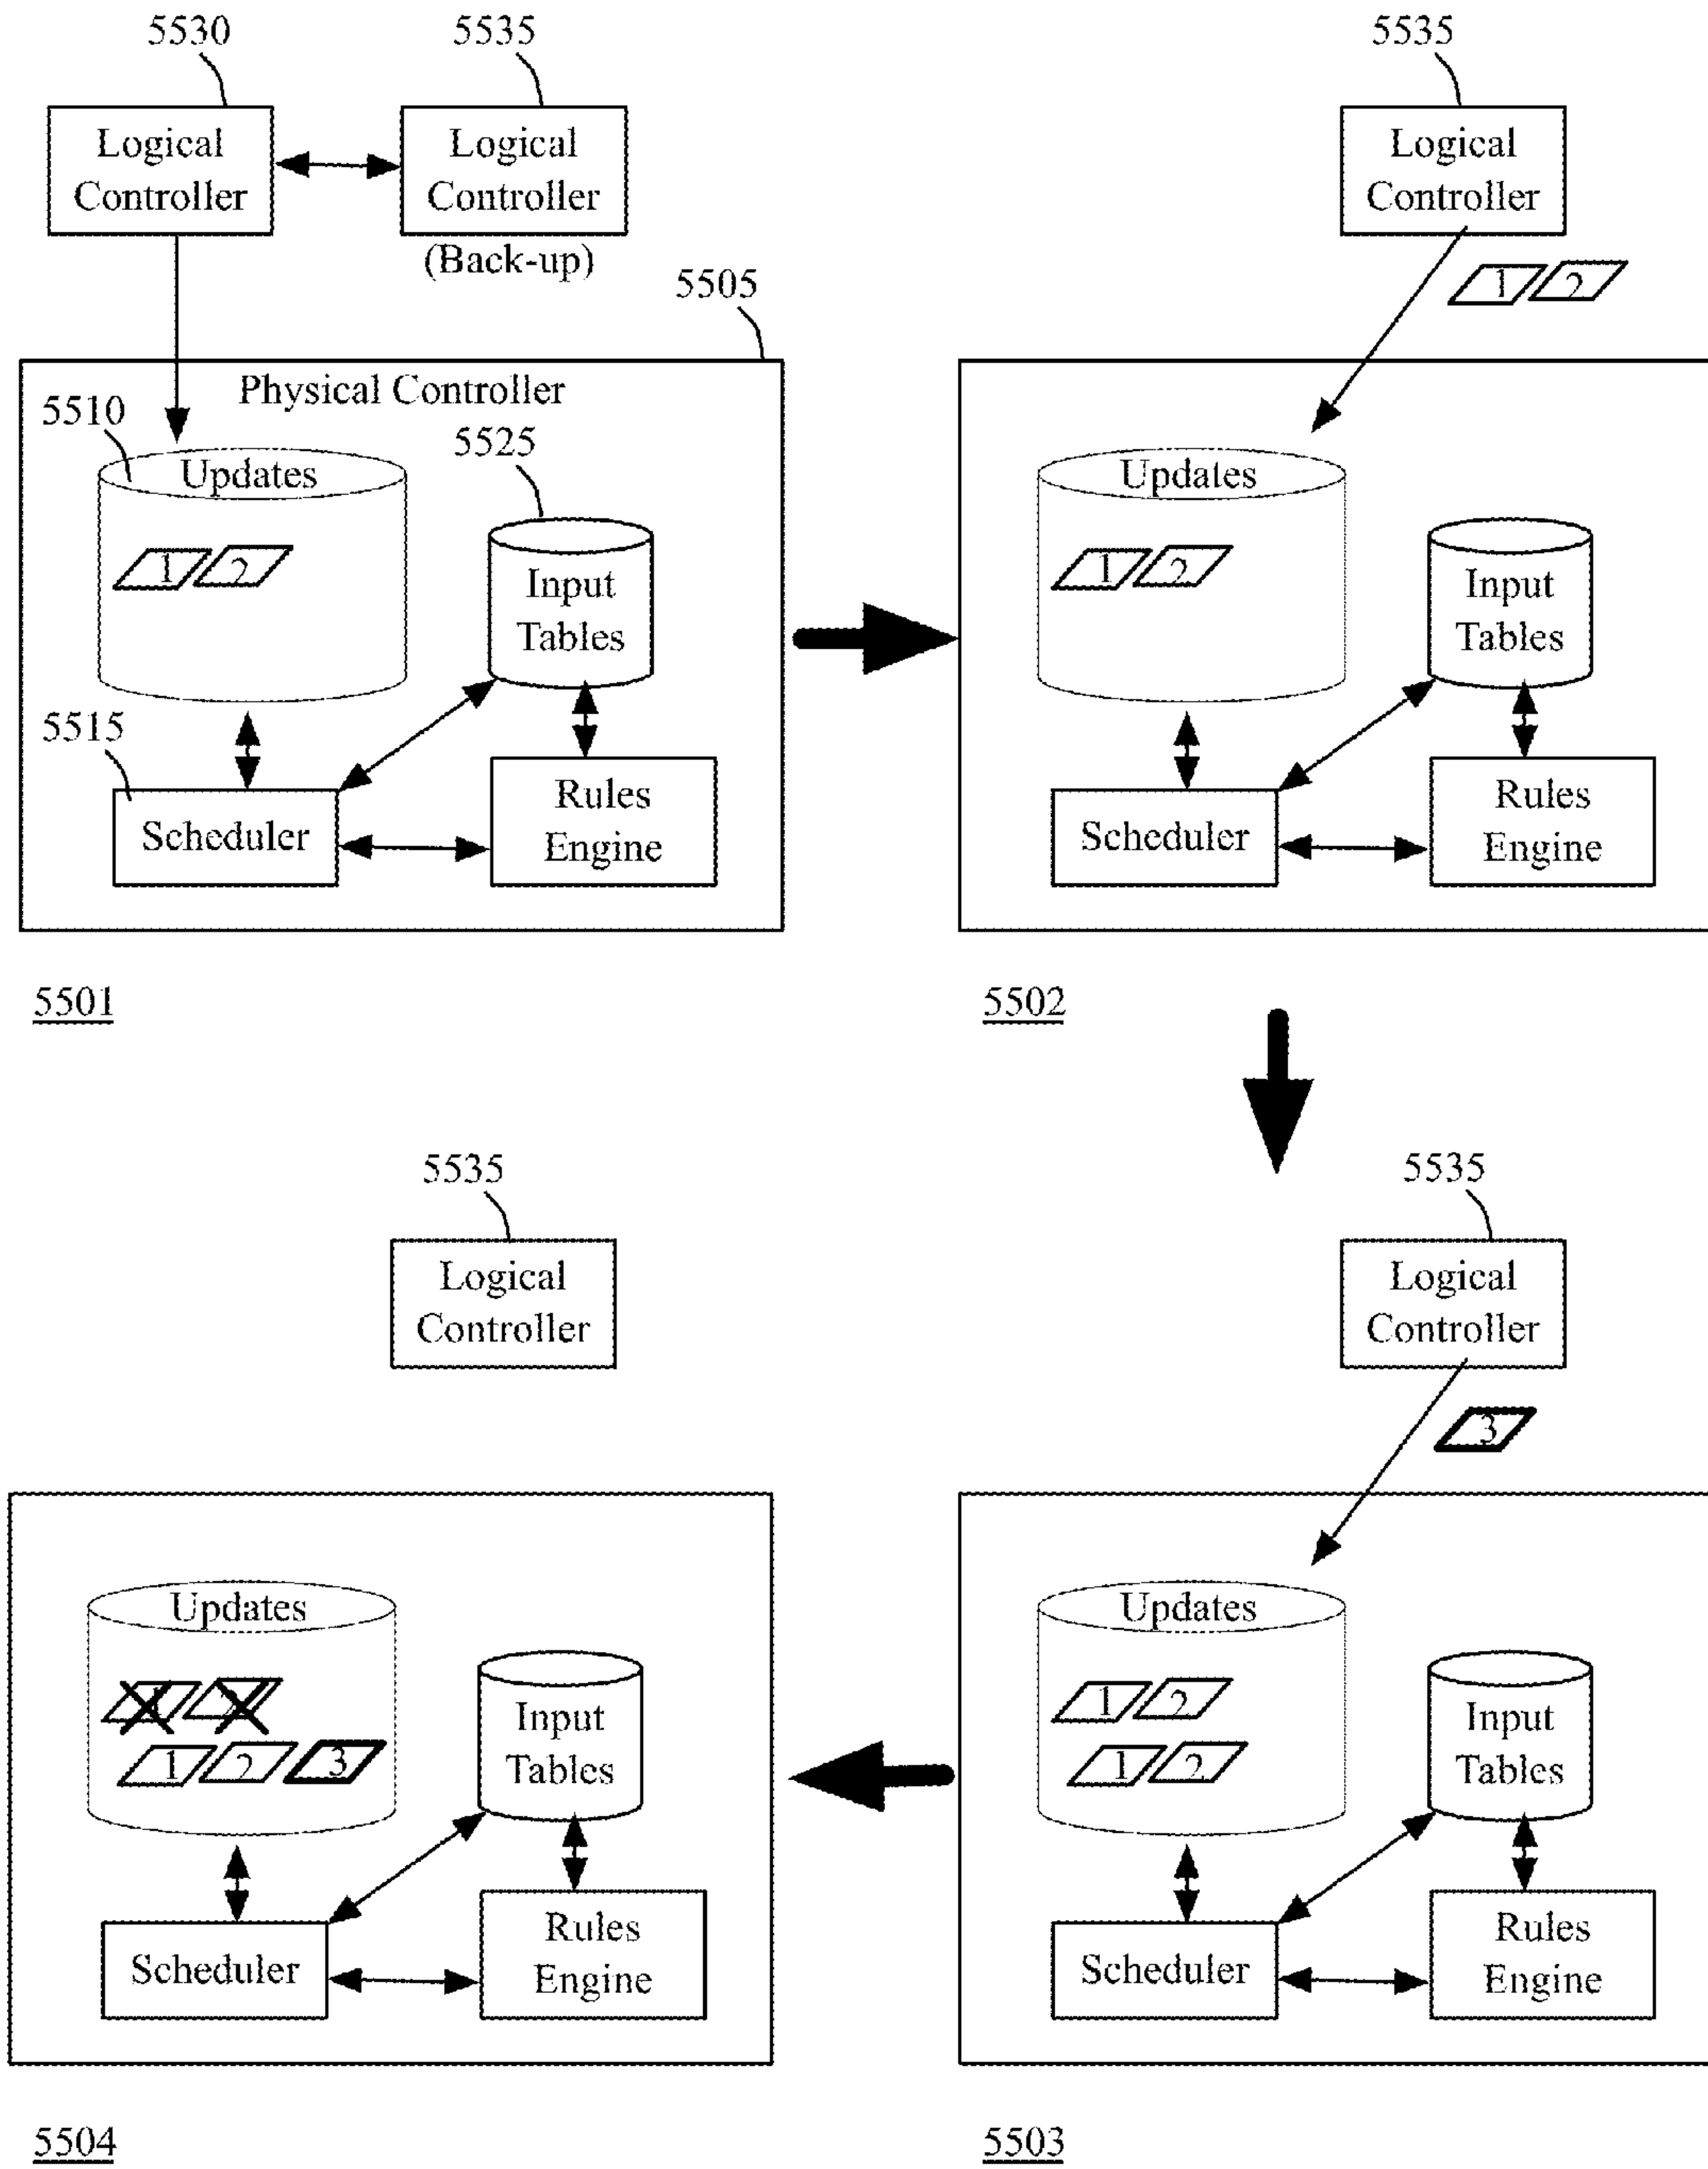 5530
5535
Logical
Controller
Logical
Controller
(Back-up)
5505
Physical Controller
5510
Updates
5525
1
2
Input
Tables
5515
Scheduler
Rules
Engine
5501
5535
Logical
Controller
1
2
Updates
1
2
Input
Tables
Scheduler
Rules
Engine
5502
5535
Logical
Controller
Updates
1
2
1
2
3
Input
Tables
Scheduler
Rules
Engine
5504
5535
Logical
Controller
3
Updates
1
2
1
2
Input
Tables
Scheduler
Rules
Engine
5503